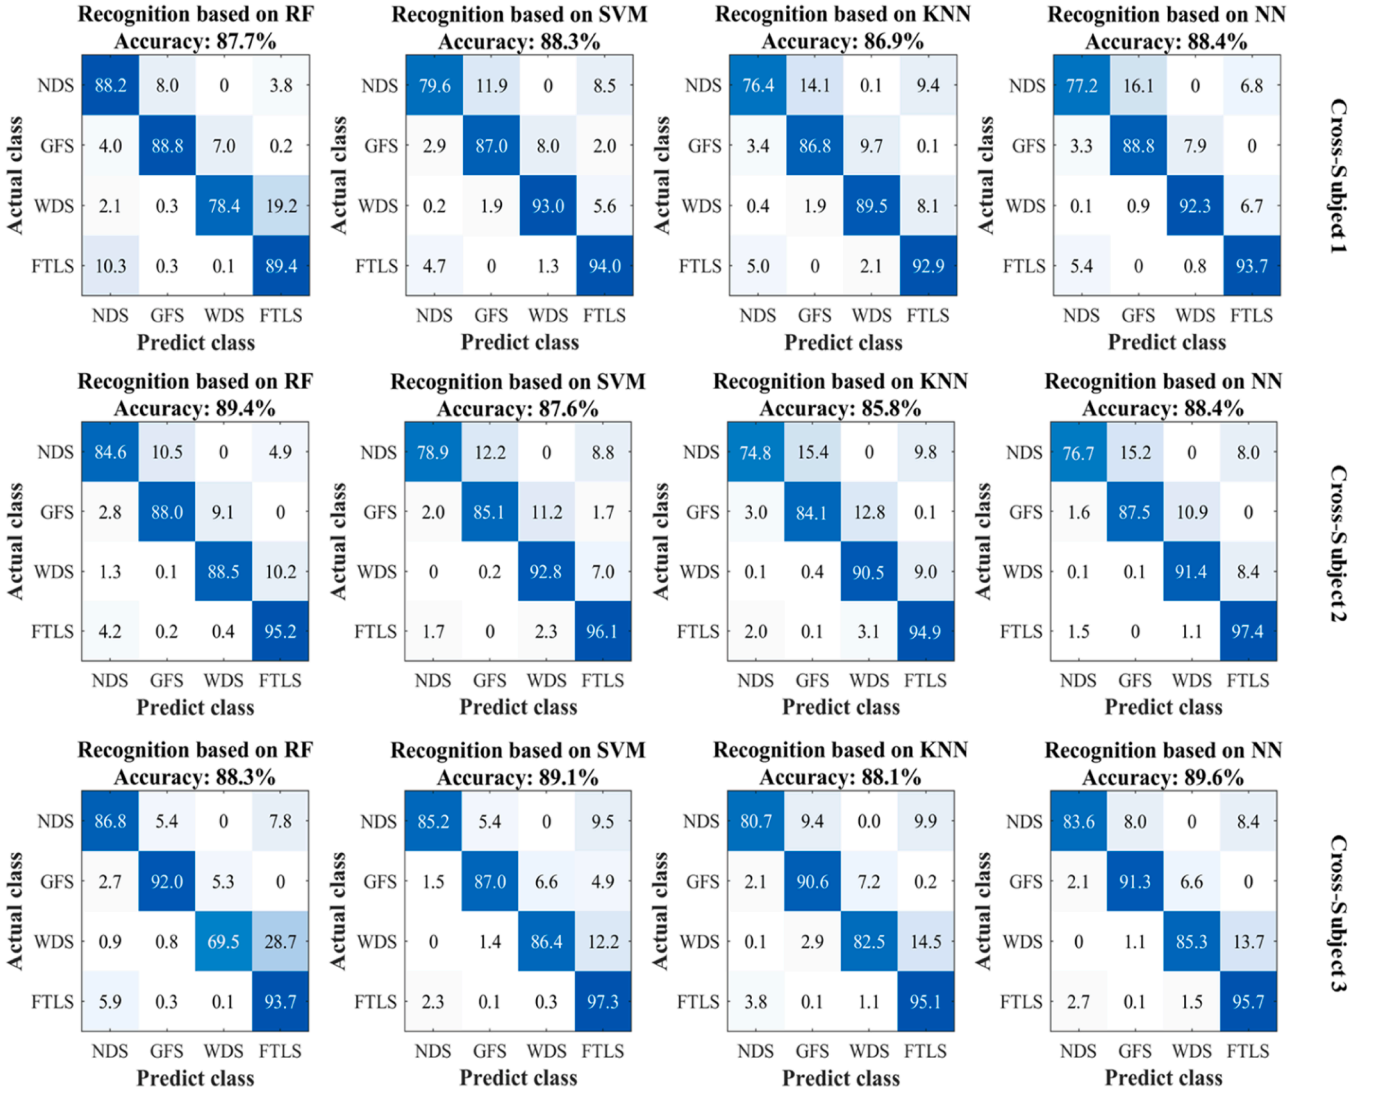 Recognition based on RF
Accuracy: 87.7%
Actual class
NDS 88.2 8.0 0 3.8
GFS 4.0 88.8 7.0 0.2
WDS 2.1 0.3 78.4 19.2
FTLS 10.3 0.3 0.1 89.4
NDS GFS WDS FTLS
Predict class
Recognition based on SVM
Accuracy: 88.3%
Actual class
NDS 79.6 11.9 0 8.5
GFS 2.9 87.0 8.0 2.0
WDS 0.2 1.9 93.0 5.6
FTLS 4.7 0 1.3 94.0
NDS GFS WDS FTLS
Predict class
Recognition based on KNN
Accuracy: 86.9%
Actual class
NDS 76.4 14.1 0.1 9.4
GFS 3.4 86.8 9.7 0.1
WDS 0.4 1.9 89.5 8.1
FTLS 5.0 0 2.1 92.9
NDS GFS WDS FTLS
Predict class
Recognition based on NN
Accuracy: 88.4%
Actual class
NDS 77.2 16.1 0 6.8
GFS 3.3 88.8 7.9 0
WDS 0.1 0.9 92.3 6.7
FTLS 5.4 0 0.8 93.7
NDS GFS WDS FTLS
Predict class
Cross-Subject 1
Recognition based on RF
Accuracy: 89.4%
Actual class
NDS 84.6 10.5 0 4.9
GFS 2.8 88.0 9.1 0
WDS 1.3 0.1 88.5 10.2
FTLS 4.2 0.2 0.4 95.2
NDS GFS WDS FTLS
Predict class
Recognition based on SVM
Accuracy: 87.6%
Actual class
NDS 78.9 12.2 0 8.8
GFS 2.0 85.1 11.2 1.7
WDS 0 0.2 92.8 7.0
FTLS 1.7 0 2.3 96.1
NDS GFS WDS FTLS
Predict class
Recognition based on KNN
Accuracy: 85.8%
Actual class
NDS 74.8 15.4 0 9.8
GFS 3.0 84.1 12.8 0.1
WDS 0.1 0.4 90.5 9.0
FTLS 2.0 0.1 3.1 94.9
NDS GFS WDS FTLS
Predict class
Recognition based on NN
Accuracy: 88.4%
Actual class
NDS 76.7 15.2 0 8.0
GFS 1.6 87.5 10.9 0
WDS 0.1 0.1 91.4 8.4
FTLS 1.5 0 1.1 97.4
NDS GFS WDS FTLS
Predict class
Cross-Subject 2
Recognition based on RF
Accuracy: 88.3%
Actual class
NDS 86.8 5.4 0 7.8
GFS 2.7 92.0 5.3 0
WDS 0.9 0.8 69.5 28.7
FTLS 5.9 0.3 0.1 93.7
NDS GFS WDS FTLS
Predict class
Recognition based on SVM
Accuracy: 89.1%
Actual class
NDS 85.2 5.4 0 9.5
GFS 1.5 87.0 6.6 4.9
WDS 0 1.4 86.4 12.2
FTLS 2.3 0.1 0.3 97.3
NDS GFS WDS FTLS
Predict class
Recognition based on KNN
Accuracy: 88.1%
Actual class
NDS 80.7 9.4 0.0 9.9
GFS 2.1 90.6 7.2 0.2
WDS 0.1 2.9 82.5 14.5
FTLS 3.8 0.1 1.1 95.1
NDS GFS WDS FTLS
Predict class
Recognition based on NN
Accuracy: 89.6%
Actual class
NDS 83.6 8.0 0 8.4
GFS 2.1 91.3 6.6 0
WDS 0 1.1 85.3 13.7
FTLS 2.7 0.1 1.5 95.7
NDS GFS WDS FTLS
Predict class
Cross-Subject 3